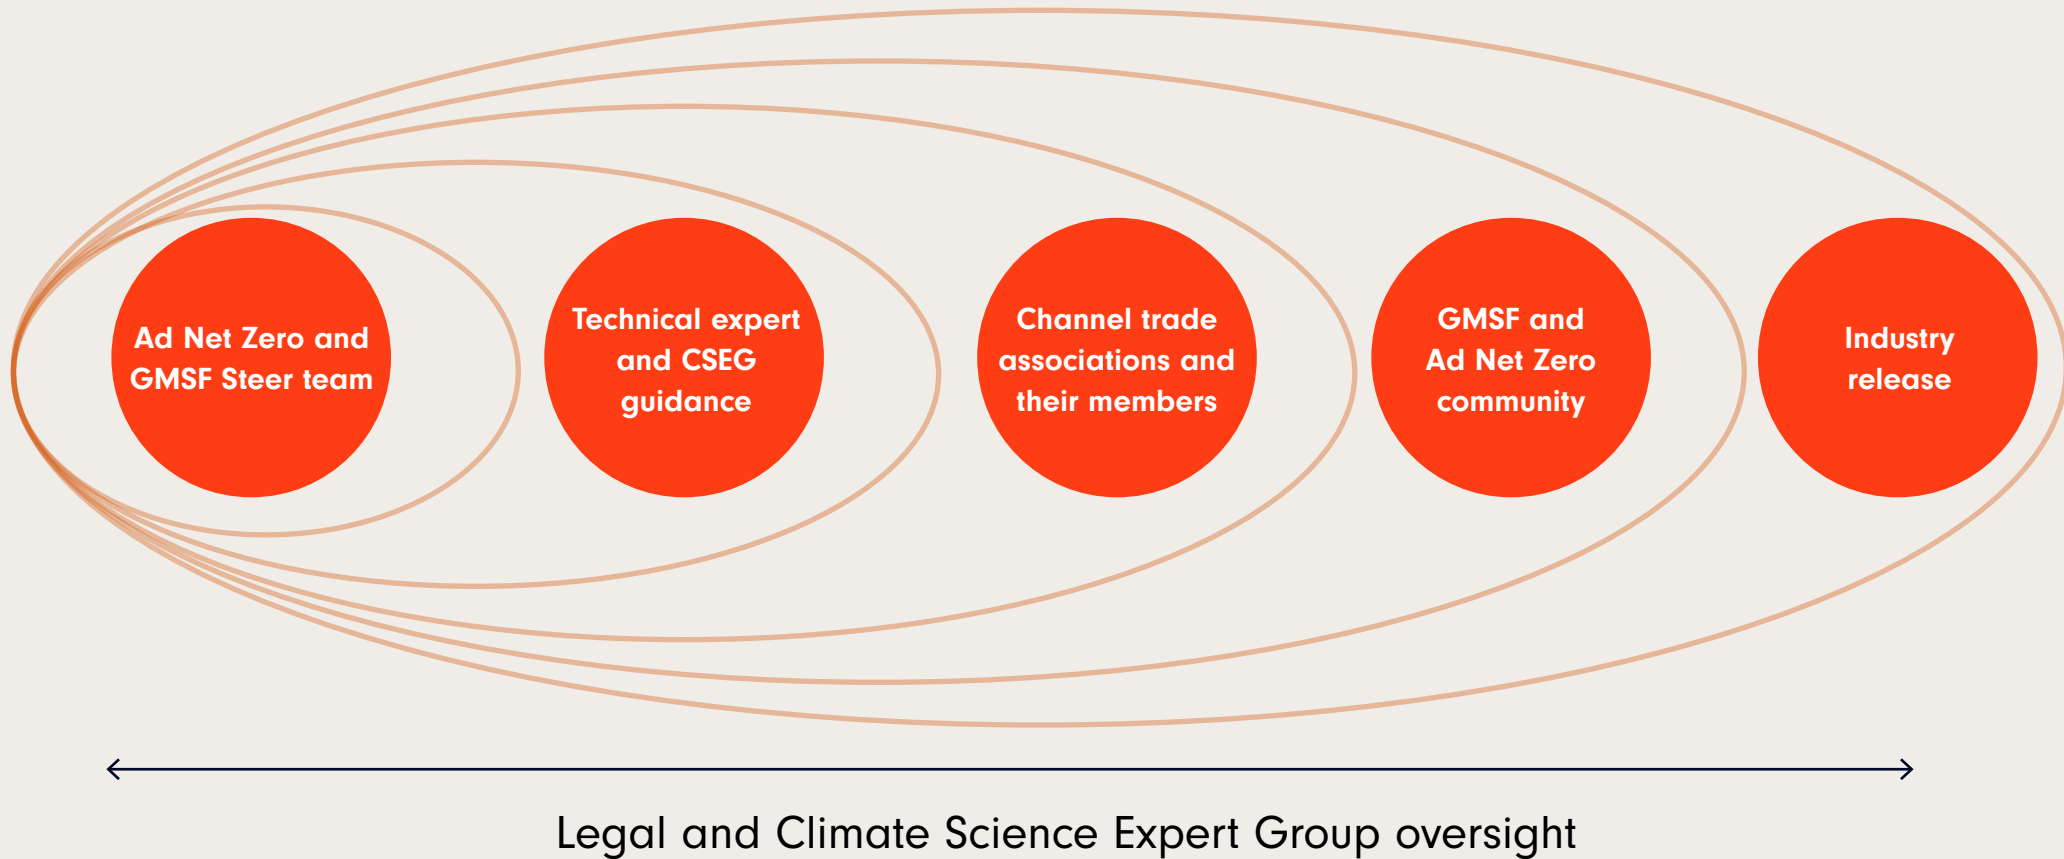 Ad Net Zero and
GMSF Steer team
Technical expert
and CSEG
guidance
Channel trade
associations and
their members
GMSF and
Ad Net Zero
community
Industry
release
Legal and Climate Science Expert Group oversight